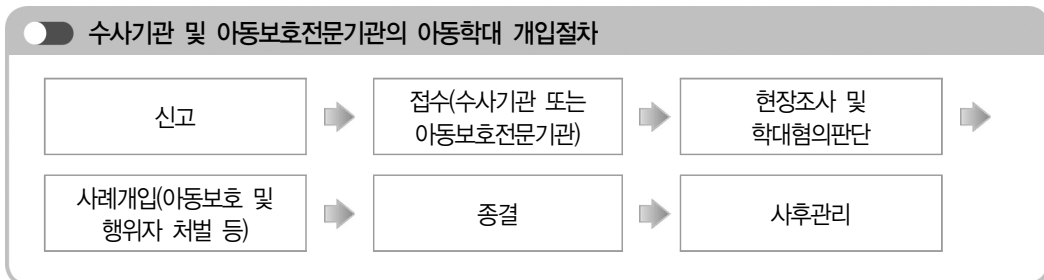 수사기관 및 아동보호전문기관의 아동학대 개입절차
신고
접수(수사기관 또는
아동보호전문기관)
현장조사 및
학대혐의판단
사례개입(아동보호 및
행위자 처벌 등)
종결
사후관리